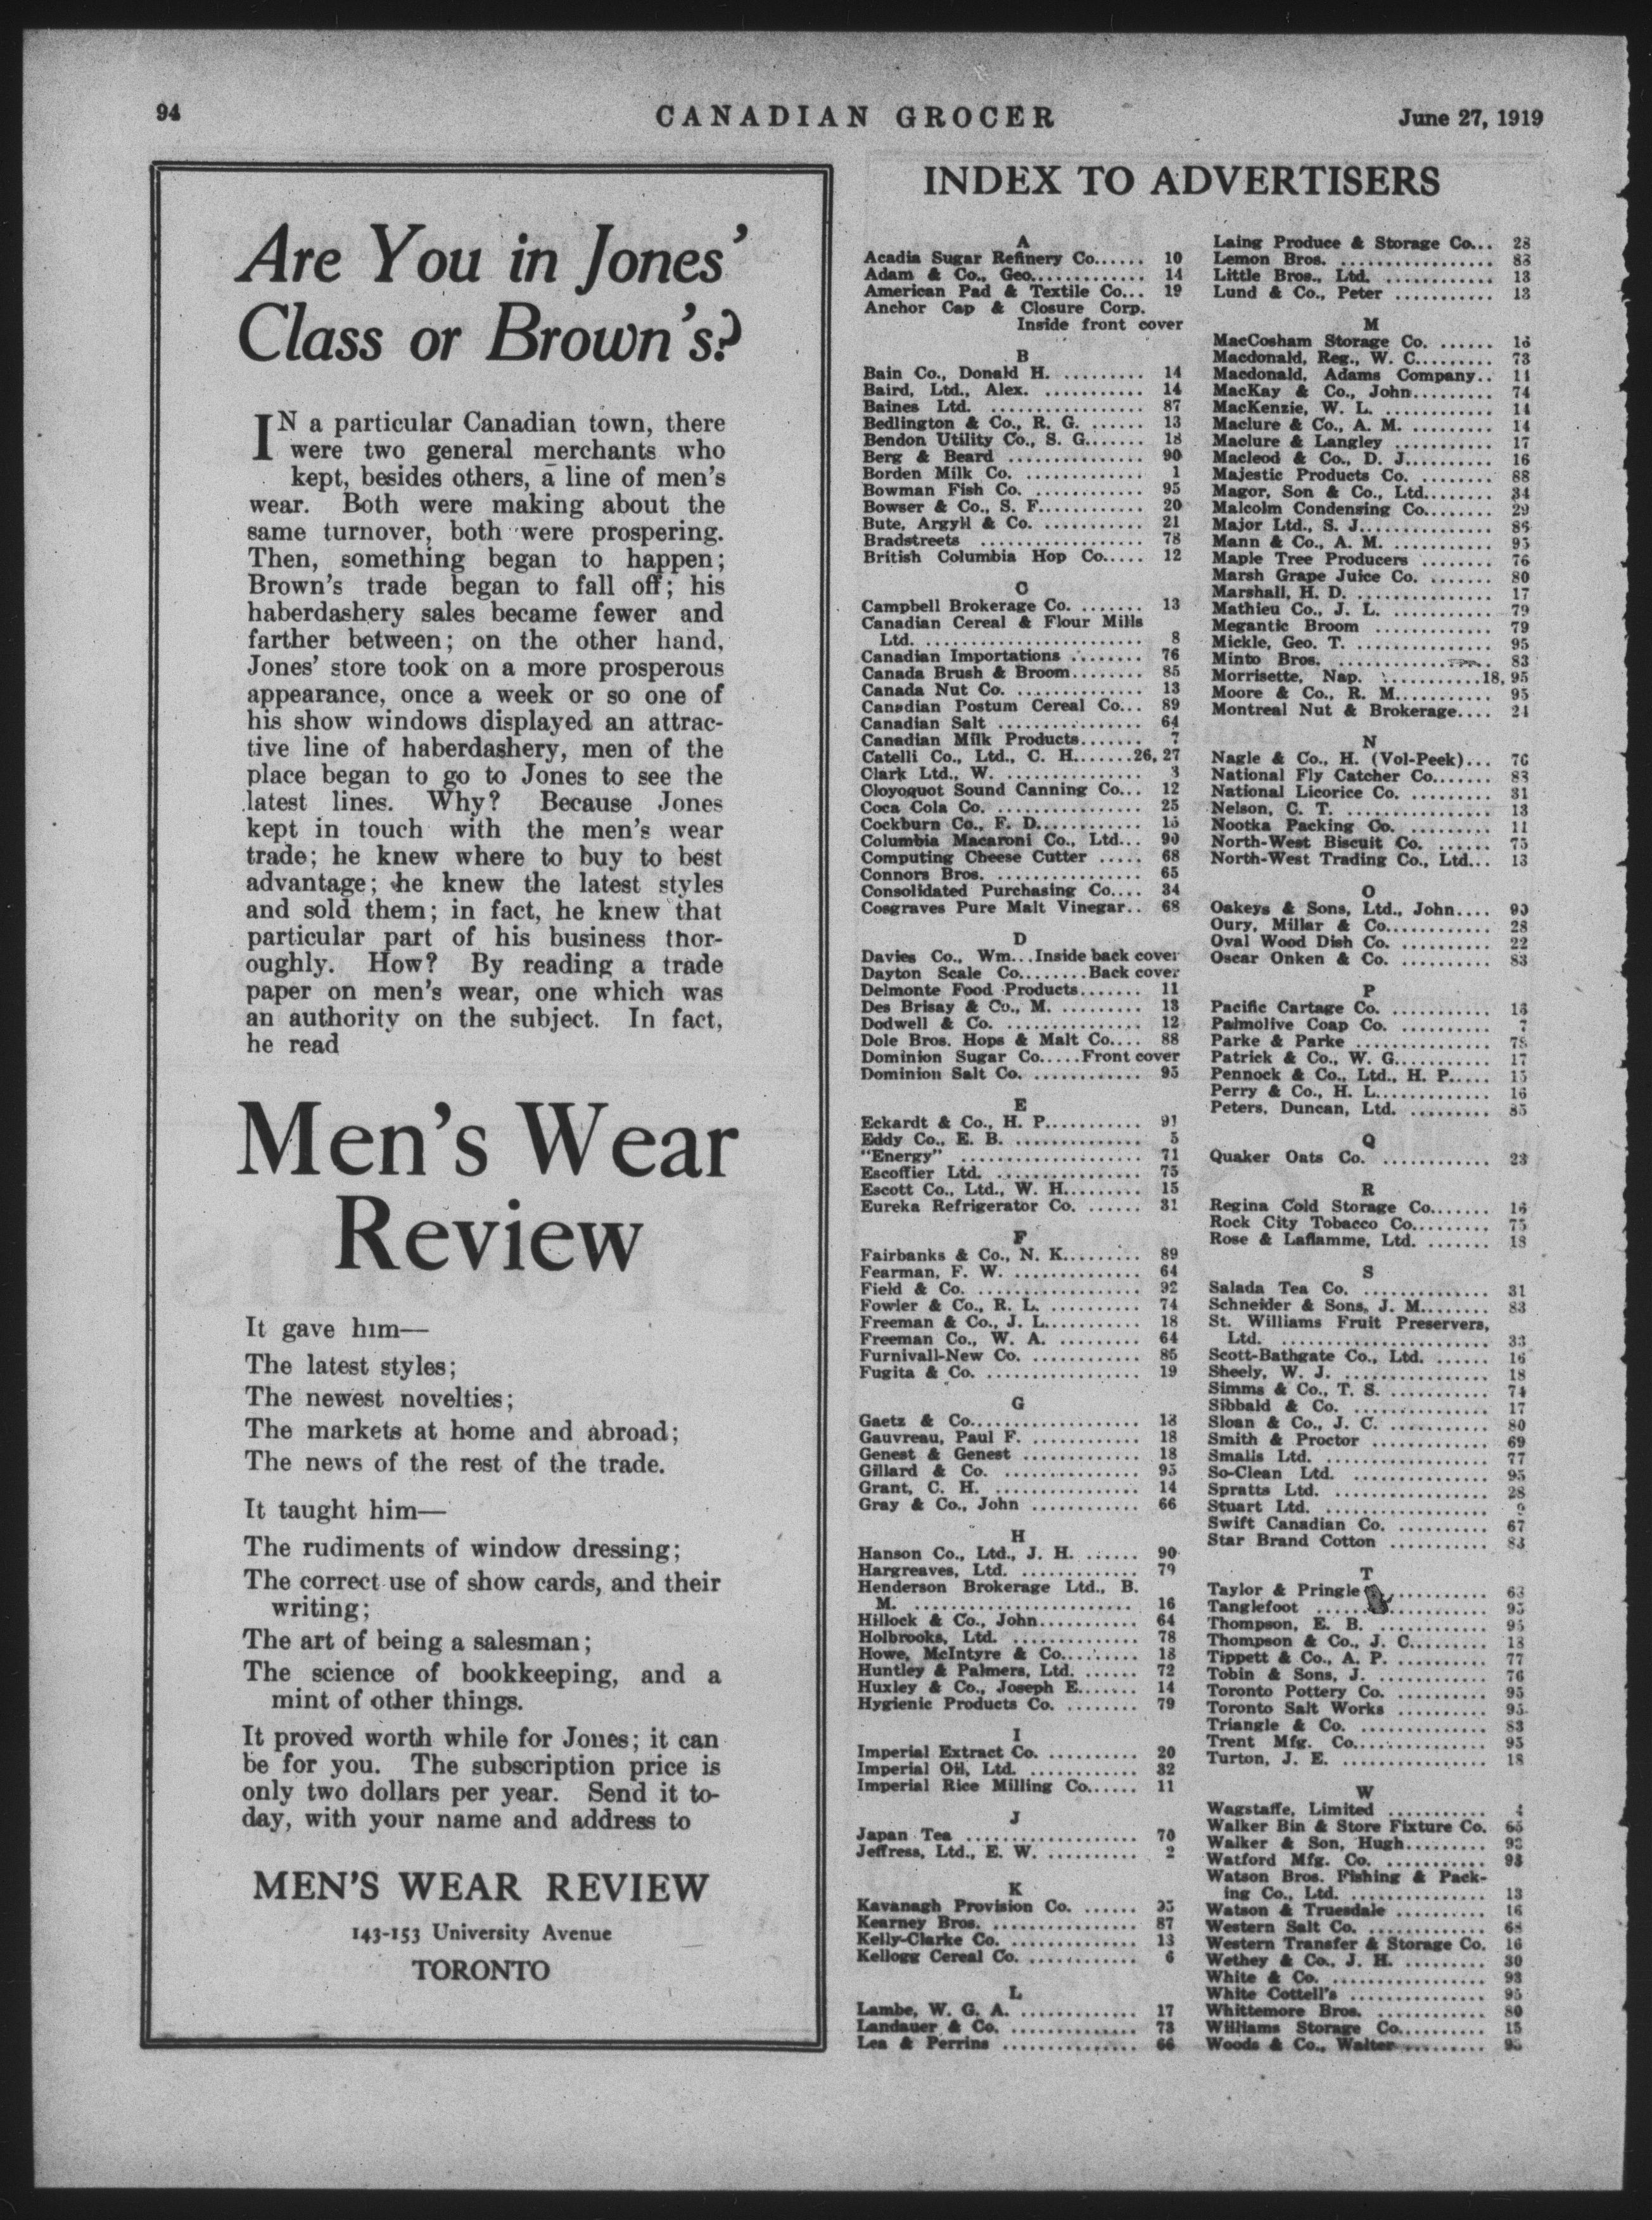 94
CANADIAN GROCER
June 27, 1919
Are You in Jones'
Class or Brown's?
IN a particular Canadian town, there
were two general merchants who
kept, besides others, a line of men's
wear. Both were making about the
same turnover, both were prospering.
Then, something began to happen;
Brown's trade began to fall off; his
haberdashery sales became fewer and
farther between; on the other hand,
Jones' store took on a more prosperous
appearance, once a week or so one of
his show windows displayed an attrac-
tive line of haberdashery, men of the
place began to go to Jones to see the
latest lines. Why? Because Jones
kept in touch with the men's wear
trade; he knew where to buy to best
advantage; he knew the latest styles
and sold them; in fact, he knew that
particular part of his business thor-
oughly. How? By reading a trade
paper on men's wear, one which was
an authority on the subject. In fact,
he read
Men's Wear
Review
It gave him—
The latest styles;
The newest novelties;
The markets at home and abroad;
The news of the rest of the trade.
It taught him—
The rudiments of window dressing;
The correct use of show cards, and their
writing;
The art of being a salesman;
The science of bookkeeping, and a
mint of other things.
It proved worth while for Jones; it can
be for you. The subscription price is
only two dollars per year. Send it to-
day, with your name and address to
MEN'S WEAR REVIEW
143-153 University Avenue
TORONTO
INDEX TO ADVERTISERS
A
Acadia Sugar Refinery Co...... 10
Adam & Co., Geo............. 14
American Pad & Textile Co... 19
Anchor Cap & Closure Corp.
Inside front cover
B
Bain Co., Donald H. ......... 14
Baird, Ltd., Alex. ........... 14
Baines Ltd. ................. 87
Bedlington & Co., R. G. ...... 13
Bendon Utility Co., S. G....... 18
Berg & Beard ............... 90
Borden Milk Co. ............. 1
Bowman Fish Co. ............ 95
Bowser & Co., S. F............ 20
Bute, Argyll & Co. ........... 21
Bradstreets .................. 78
British Columbia Hop Co..... 12
C
Campbell Brokerage Co. ....... 13
Canadian Cereal & Flour Mills
Ltd. ........................ 8
Canadian Importations ........ 76
Canada Brush & Broom........ 85
Canada Nut Co. .............. 13
Canadian Postum Cereal Co... 89
Canadian Salt ................ 64
Canadian Milk Products....... 7
Catelli Co., Ltd., C. H.......26, 27
Clark Ltd., W. ............... 3
Cloyoquot Sound Canning Co... 12
Coca Cola Co. ................ 25
Cockburn Co., F. D........... 15
Columbia Macaroni Co., Ltd... 90
Computing Cheese Cutter ..... 68
Connors Bros. ................ 65
Consolidated Purchasing Co.... 34
Cosgraves Pure Malt Vinegar.. 68
D
Davies Co., Wm...Inside back cover
Dayton Scale Co........Back cover
Delmonte Food Products....... 11
Des Brisay & Co., M. ......... 13
Dodwell & Co. ............... 12
Dole Bros. Hops & Malt Co.... 88
Dominion Sugar Co.....Front cover
Dominion Salt Co. ............ 95
E
Eckardt & Co., H. P........... 91
Eddy Co., E. B. .............. 5
"Energy" .................... 71
Escoffier Ltd. ................ 75
Escott Co., Ltd., W. H......... 15
Eureka Refrigerator Co. ...... 31
F
Fairbanks & Co., N. K......... 89
Fearman, F. W. .............. 64
Field & Co. .................. 92
Fowler & Co., R. L. .......... 74
Freeman & Co., J. L........... 18
Freeman Co., W. A. ......... 64
Furnivall-New Co. ............ 85
Fugita & Co. ................. 19
G
Gaetz & Co................... 13
Gauvreau, Paul F. ............ 18
Genest & Genest ............. 18
Gillard & Co. ................ 95
Grant, C. H. ................. 14
Gray & Co., John ............ 66
H
Hanson Co., Ltd., J. H. ...... 90
Hargreaves, Ltd. ............. 79
Henderson Brokerage Ltd., B.
M. ......................... 16
Hillock & Co., John........... 64
Holbrooks, Ltd. .............. 78
Howe, McIntyre & Co......... 18
Huntley & Palmers, Ltd. ...... 72
Huxley & Co., Joseph E....... 14
Hygienic Products Co. ........ 79
I
Imperial Extract Co. .......... 20
Imperial Oil, Ltd. ............ 32
Imperial Rice Milling Co...... 11
J
Japan Tea ................... 70
Jeffress, Ltd., E. W. .......... 2
K
Kavanagh Provision Co. ......
Kearney Bros. ................ 87
Kelly-Clarke Co. .............. 13
Kellogg Cereal Co. ............ 6
L
Lambe, W. G. A. ............. 17
Landauer & Co. .............. 73
Lea & Perrins ............... 66
Laing Produce & Storage Co... 28
Lemon Bros. ................. 83
Little Bros., Ltd. ............ 13
Lund & Co., Peter ........... 13
M
MacCosham Storage Co. ...... 16
Macdonald, Reg., W. C......... 73
Macdonald, Adams Company.. 11
MacKay & Co., John......... 74
MacKenzie, W. L. ............ 14
Maclure & Co., A. M. ......... 14
Maclure & Langley ........... 17
Macleod & Co., D. J.......... 16
Majestic Products Co. ........ 88
Magor, Son & Co., Ltd........ 34
Malcolm Condensing Co........ 29
Major Ltd., S. J............... 86
Mann & Co., A. M. ........... 95
Maple Tree Producers ........ 76
Marsh Grape Juice Co. ....... 80
Marshall, H. D. ............... 17
Mathieu Co., J. L. ........... 79
Megantic Broom ............. 79
Mickle, Geo. T. ............... 95
Minto Bros. ................. 83
Morrisette, Nap. ...........18, 95
Moore & Co., R. M........... 95
Montreal Nut & Brokerage.... 24
N
Nagle & Co., H. (Vol-Peek)... 76
National Fly Catcher Co....... 83
National Licorice Co. ......... 31
Nelson, C. T. ................ 13
Nootka Packing Co. ......... 11
North-West Biscuit Co. ...... 75
North-West Trading Co., Ltd... 13
O
Oakeys & Sons, Ltd., John.... 90
Oury, Millar & Co............ 28
Oval Wood Dish Co. .......... 22
Oscar Onken & Co. .......... 83
P
Pacific Cartage Co. ...........
Palmolive Coap Co. .......... 7
Parke & Parke ............... 78
Patrick & Co., W. G........... 17
Pennock & Co., Ltd., H. P..... 15
Perry & Co., H. L............. 16
Peters, Duncan, Ltd. ......... 85
Q
Quaker Oats Co. ............ 23
R
Regina Cold Storage Co....... 16
Rock City Tobacco Co......... 75
Rose & Laflamme, Ltd. ....... 18
S
Salada Tea Co. ............... 31
Schneider & Sons, J. M........ 83
St. Williams Fruit Preservers,
Ltd. ....................... 33
Scott-Bathgate Co., Ltd. ...... 16
Sheely, W. J. ................ 18
Simms & Co., T. S. ........... 74
Sibbald & Co. ............... 17
Sloan & Co., J. C. ........... 80
Smith & Proctor ............. 69
Smalls Ltd. .................. 77
So-Clean Ltd. ............... 95
Spratts Ltd. ................. 28
Stuart Ltd. .................. 9
Swift Canadian Co. .......... 67
Star Brand Cotton ........... 83
T
Taylor & Pringle ........... 63
Tanglefoot .................. 95
Thompson, E. B. ............ 95
Thompson & Co., J. C......... 13
Tippett & Co., A. P. .......... 77
Tobin & Sons, J. ............ 76
Toronto Pottery Co. .......... 95
Toronto Salt Works .......... 95
Triangle & Co. .............. 83
Trent Mfg. Co............... 95
Turton, J. E. ................ 18
W
Wagstaffe, Limited ........... 4
Walker Bin & Store Fixture Co. 65
Walker & Son, Hugh.........
Watford Mfg. Co. ........... 93
Watson Bros. Fishing & Pack-
ing Co., Ltd. ............... 13
Watson & Truesdale .......... 16
Western Salt Co. ............. 68
Western Transfer & Storage Co. 16
Wethey & Co., J. H. ......... 30
White & Co. ................. 93
White Cottell's ............... 95
Whittemore Bros. ............ 80
Williams Storage Co.......... 15
Woods & Co., Walter..........